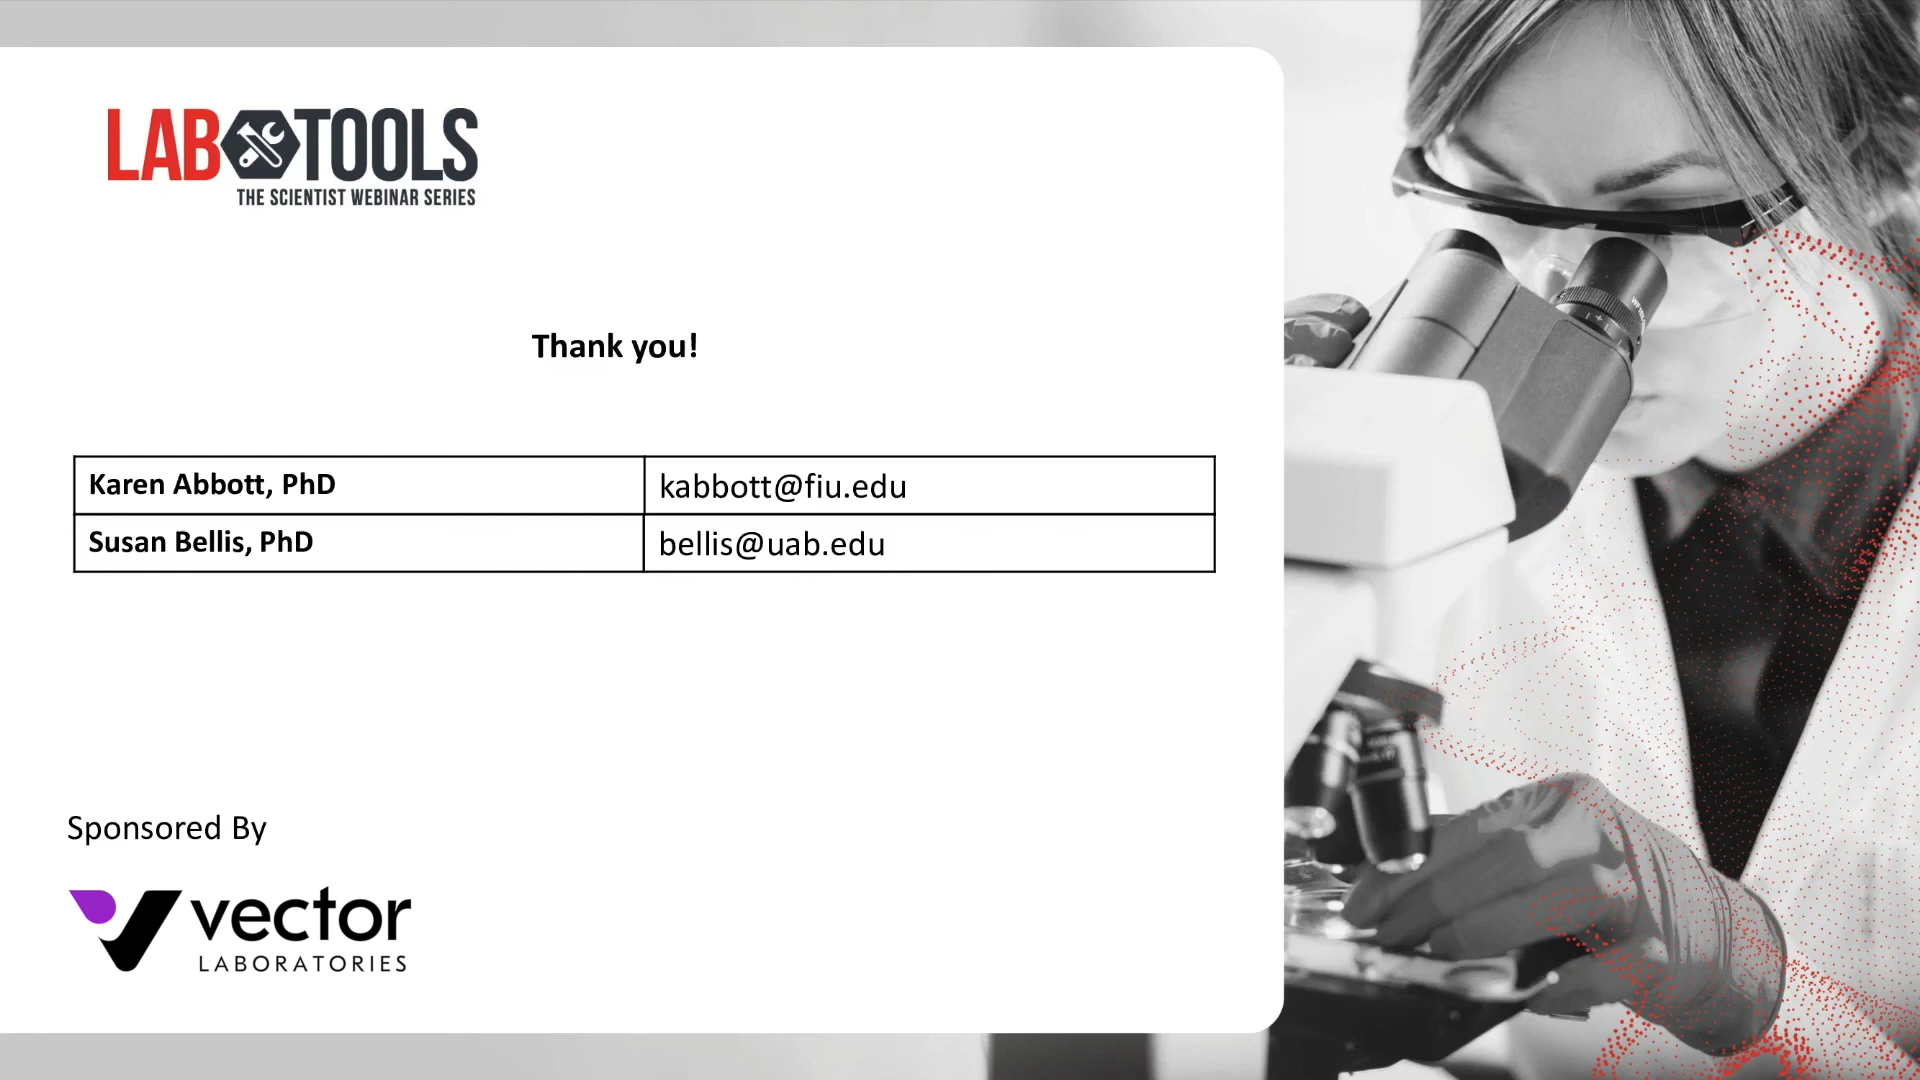 LAB TOOLS
THE SCIENTIST WEBINAR SERIES
Thank you!
Karen Abbott, PhD kabbott@fiu.edu
Susan Bellis, PhD bellis@uab.edu
Sponsored By
vector
LABORATORIES